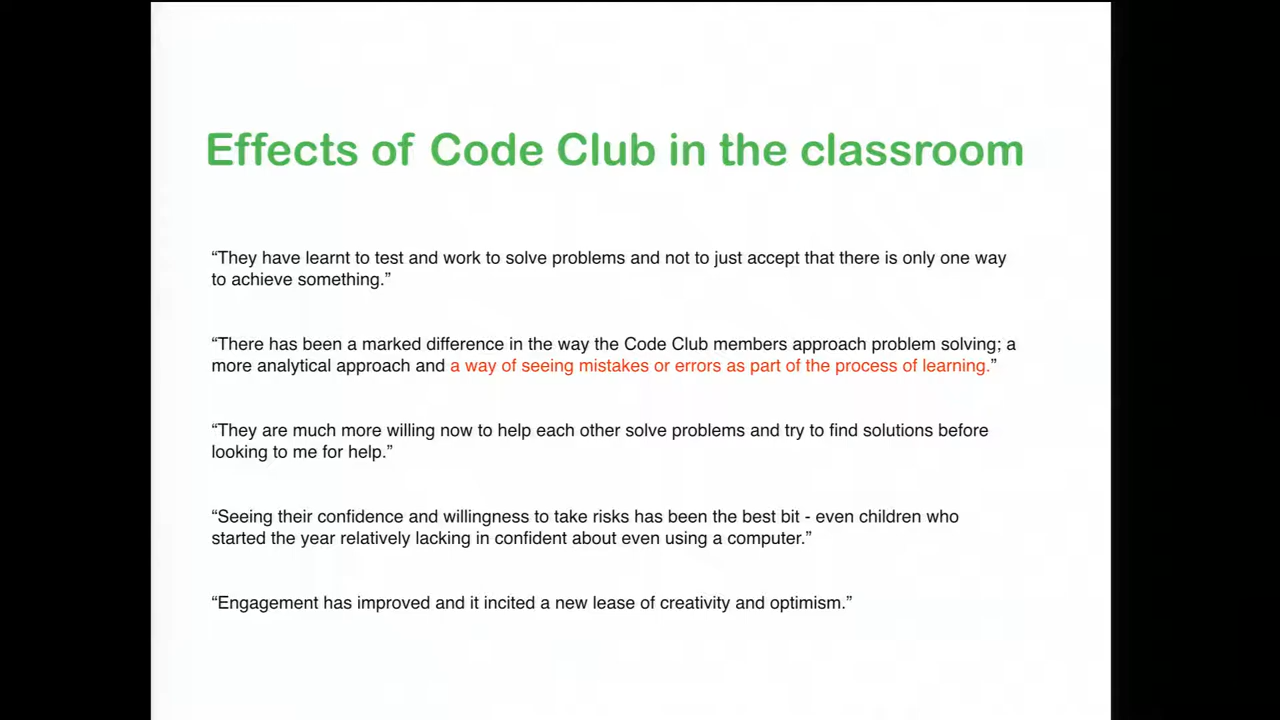 Effects of Code Club in the classroom
“They have learnt to test and work to solve problems and not to just accept that there is only one way
to achieve something.”
“There has been a marked difference in the way the Code Club members approach problem solving; a
more analytical approach and a way of seeing mistakes or errors as part of the process of learning.”
“They are much more willing now to help each other solve problems and try to find solutions before
looking to me for help.”
“Seeing their confidence and willingness to take risks has been the best bit - even children who
started the year relatively lacking in confident about even using a computer.”
“Engagement has improved and it incited a new lease of creativity and optimism.”